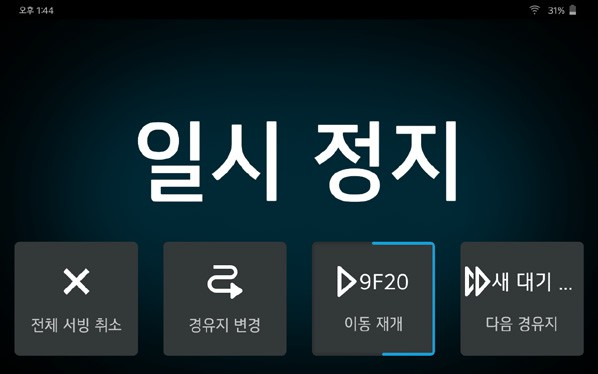 오후 1:44
31%
일시 정지
9F20
새 대기 ...
전체 서빙 취소
경유지 변경
이동 재개
다음 경유지